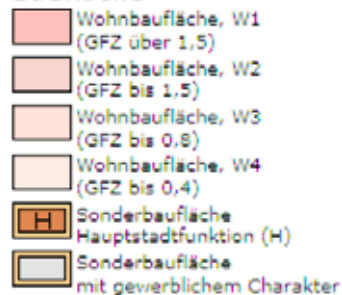 Wohnbaufläche, W1
(GFZ über 1,5)
Wohnbaufläche, W2
(GFZ bis 1,5)
Wohnbaufläche, W3
(GFZ bis 0,8)
Wohnbaufläche, W4
(GFZ bis 0,4)
H
Sonderbaufläche
Hauptstadtfunktion (H)
Sonderbaufläche
mit gewerblichem Charakter